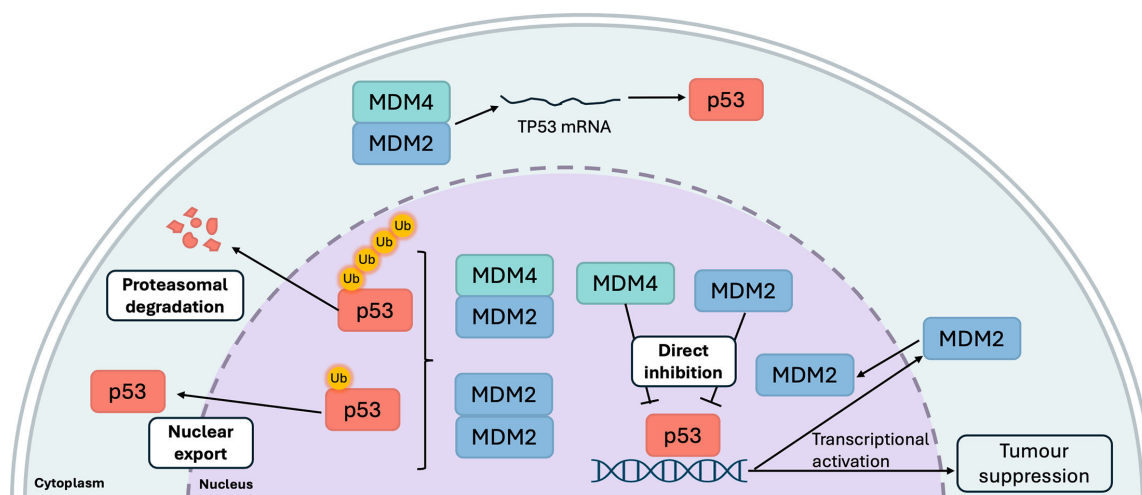 MDM4
MDM2
TP53 mRNA
p53
Ub
Ub
Ub
Ub
p53
Proteasomal
degradation
Ub
p53
p53
Nuclear
export
MDM4
MDM2
MDM2
MDM2
MDM4
MDM2
Direct
inhibition
p53
MDM2
MDM2
Transcriptional
activation
Tumour
suppression
Cytoplasm
Nucleus